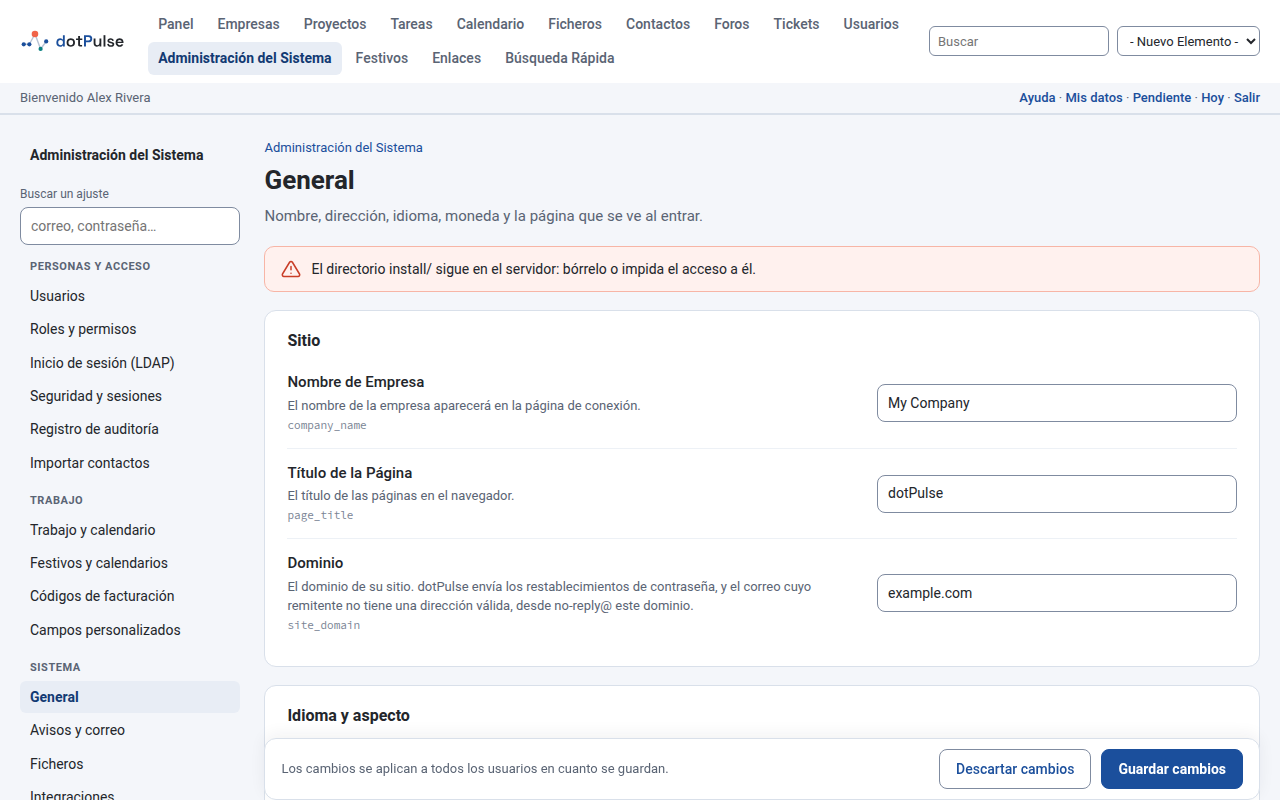 dotPulse
Panel Empresas Proyectos Tareas Calendario Ficheros Contactos Foros Tickets Usuarios
Administración del Sistema Festivos Enlaces Búsqueda Rápida
Buscar
- Nuevo Elemento -
Bienvenido Alex Rivera
Ayuda · Mis datos · Pendiente · Hoy · Salir
Administración del Sistema
Buscar un ajuste
correo, contraseña...
PERSONAS Y ACCESO
Usuarios
Roles y permisos
Inicio de sesión (LDAP)
Seguridad y sesiones
Registro de auditoría
Importar contactos
TRABAJO
Trabajo y calendario
Festivos y calendarios
Códigos de facturación
Campos personalizados
SISTEMA
General
Avisos y correo
Ficheros
Integraciones
Administración del Sistema
General
Nombre, dirección, idioma, moneda y la página que se ve al entrar.
El directorio install/ sigue en el servidor: bórrelo o impida el acceso a él.
Sitio
Nombre de Empresa
El nombre de la empresa aparecerá en la página de conexión.
company_name
My Company
Título de la Página
El título de las páginas en el navegador.
page_title
dotPulse
Dominio
El dominio de su sitio. dotPulse envía los restablecimientos de contraseña, y el correo cuyo
remitente no tiene una dirección válida, desde no-reply@ este dominio.
site_domain
example.com
Idioma y aspecto
Los cambios se aplican a todos los usuarios en cuanto se guardan.
Descartar cambios
Guardar cambios